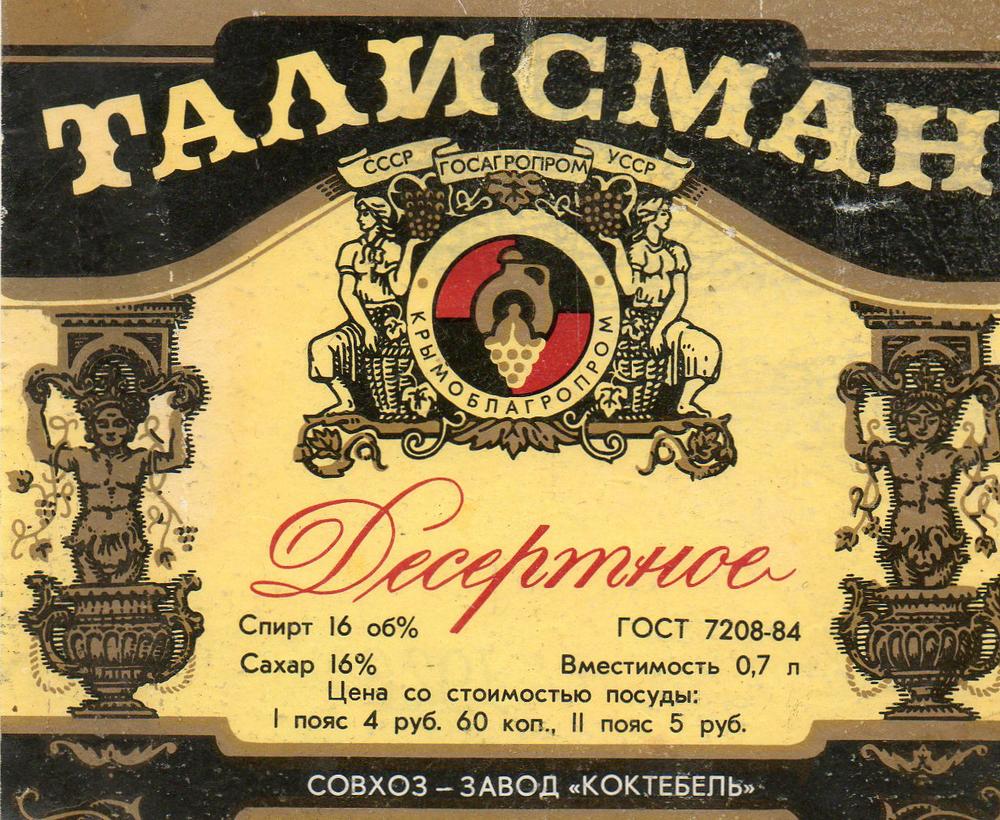 ТАЛИСМАН
СССР ГОСАГРОПРОМ УССР
КРЫМОБЛАГРОПРОМ
Десертное
Спирт 16 об% ГОСТ 7208-84
Сахар 16% Вместимость 0,7 л
Цена со стоимостью посуды:
I пояс 4 руб. 60 коп., II пояс 5 руб.
СОВХОЗ – ЗАВОД «КОКТЕБЕЛЬ»